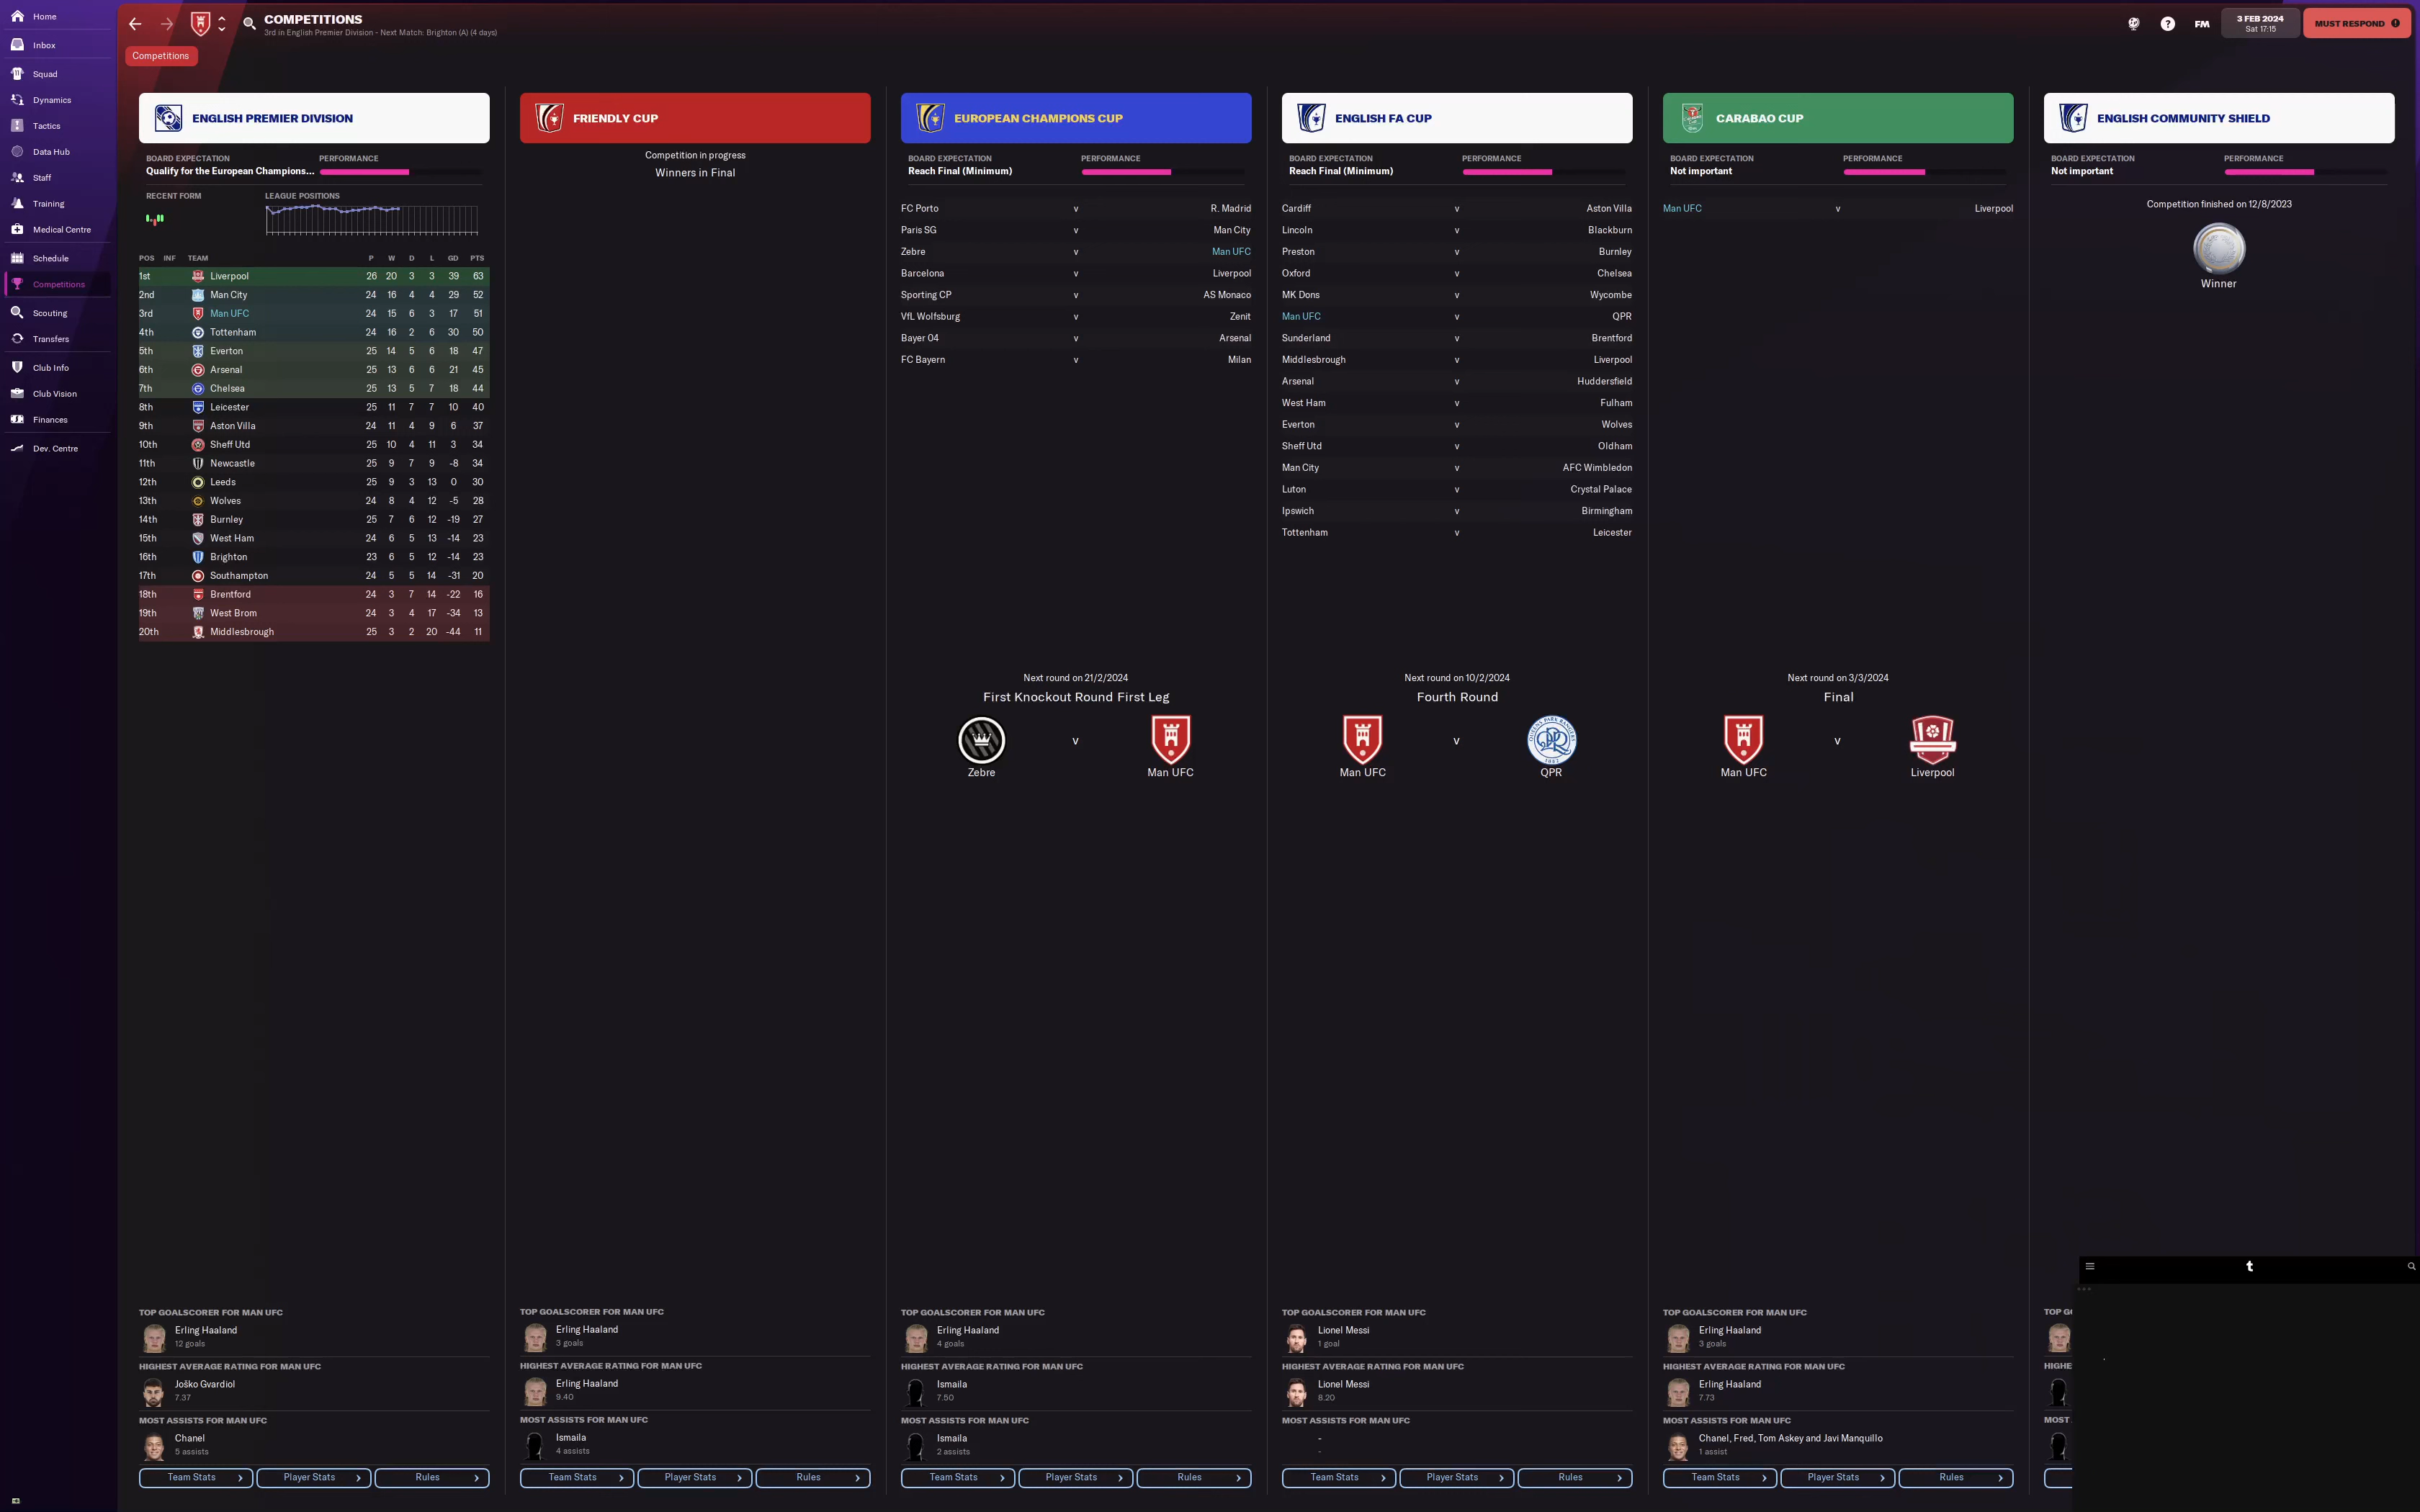 Home
Inbox
Squad
Dynamics
Tactics
Data Hub
Staff
Training
Medical Centre
Schedule
Competitions
Scouting
Transfers
Club Info
Club Vision
Finances
Dev. Centre
COMPETITIONS
3rd in English Premier Division - Next Match: Brighton (A) (4 days)
FM
3 FEB 2024
Sat 17:15
MUST RESPOND
Competitions
ENGLISH PREMIER DIVISION
BOARD EXPECTATION PERFORMANCE
Qualify for the European Champions...
RECENT FORM LEAGUE POSITIONS
POS INF TEAM P W D L GD PTS
1st Liverpool 26 20 3 3 39 63
2nd Man City 24 16 4 4 29 52
3rd Man UFC 24 15 6 3 17 51
4th Tottenham 24 16 2 6 30 50
5th Everton 25 14 5 6 18 47
6th Arsenal 25 13 6 6 21 45
7th Chelsea 25 13 5 7 18 44
8th Leicester 25 11 7 7 10 40
9th Aston Villa 24 11 4 9 6 37
10th Sheff Utd 25 10 4 11 3 34
11th Newcastle 25 9 7 9 -8 34
12th Leeds 25 9 3 13 0 30
13th Wolves 24 8 4 12 -5 28
14th Burnley 25 7 6 12 -19 27
15th West Ham 24 6 5 13 -14 23
16th Brighton 23 6 5 12 -14 23
17th Southampton 24 5 5 14 -31 20
18th Brentford 24 3 7 14 -22 16
19th West Brom 24 3 4 17 -34 13
20th Middlesbrough 25 3 2 20 -44 11
TOP GOALSCORER FOR MAN UFC
Erling Haaland
12 goals
HIGHEST AVERAGE RATING FOR MAN UFC
Joško Gvardiol
7.37
MOST ASSISTS FOR MAN UFC
Chanel
5 assists
Team Stats Player Stats Rules
FRIENDLY CUP
Competition in progress
Winners in Final
TOP GOALSCORER FOR MAN UFC
Erling Haaland
3 goals
HIGHEST AVERAGE RATING FOR MAN UFC
Erling Haaland
9.40
MOST ASSISTS FOR MAN UFC
Ismaila
4 assists
Team Stats Player Stats Rules
EUROPEAN CHAMPIONS CUP
BOARD EXPECTATION PERFORMANCE
Reach Final (Minimum)
FC Porto v R. Madrid
Paris SG v Man City
Zebre v Man UFC
Barcelona v Liverpool
Sporting CP v AS Monaco
VfL Wolfsburg v Zenit
Bayer 04 v Arsenal
FC Bayern v Milan
Next round on 21/2/2024
First Knockout Round First Leg
v
Zebre Man UFC
TOP GOALSCORER FOR MAN UFC
Erling Haaland
4 goals
HIGHEST AVERAGE RATING FOR MAN UFC
Ismaila
7.50
MOST ASSISTS FOR MAN UFC
Ismaila
2 assists
Team Stats Player Stats Rules
ENGLISH FA CUP
BOARD EXPECTATION PERFORMANCE
Reach Final (Minimum)
Cardiff v Aston Villa
Lincoln v Blackburn
Preston v Burnley
Oxford v Chelsea
MK Dons v Wycombe
Man UFC v QPR
Sunderland v Brentford
Middlesbrough v Liverpool
Arsenal v Huddersfield
West Ham v Fulham
Everton v Wolves
Sheff Utd v Oldham
Man City v AFC Wimbledon
Luton v Crystal Palace
Ipswich v Birmingham
Tottenham v Leicester
Next round on 10/2/2024
Fourth Round
v
Man UFC QPR
TOP GOALSCORER FOR MAN UFC
Lionel Messi
1 goal
HIGHEST AVERAGE RATING FOR MAN UFC
Lionel Messi
8.20
MOST ASSISTS FOR MAN UFC
-
-
Team Stats Player Stats Rules
CARABAO CUP
BOARD EXPECTATION PERFORMANCE
Not important
Man UFC v Liverpool
Next round on 3/3/2024
Final
v
Man UFC Liverpool
TOP GOALSCORER FOR MAN UFC
Erling Haaland
3 goals
HIGHEST AVERAGE RATING FOR MAN UFC
Erling Haaland
7.73
MOST ASSISTS FOR MAN UFC
Chanel, Fred, Tom Askey and Javi Manquillo
1 assist
Team Stats Player Stats Rules
ENGLISH COMMUNITY SHIELD
BOARD EXPECTATION PERFORMANCE
Not important
Competition finished on 12/8/2023
Winner
t